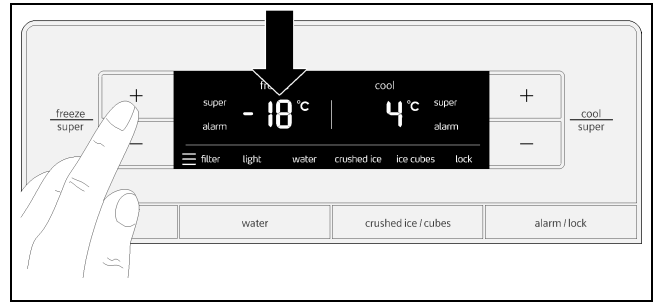 fre cool
+ +
freeze
super
super -18°C 4°C super
alarm alarm
cool
super
− −
filter light water crushed ice ice cubes lock
water crushed ice / cubes alarm / lock